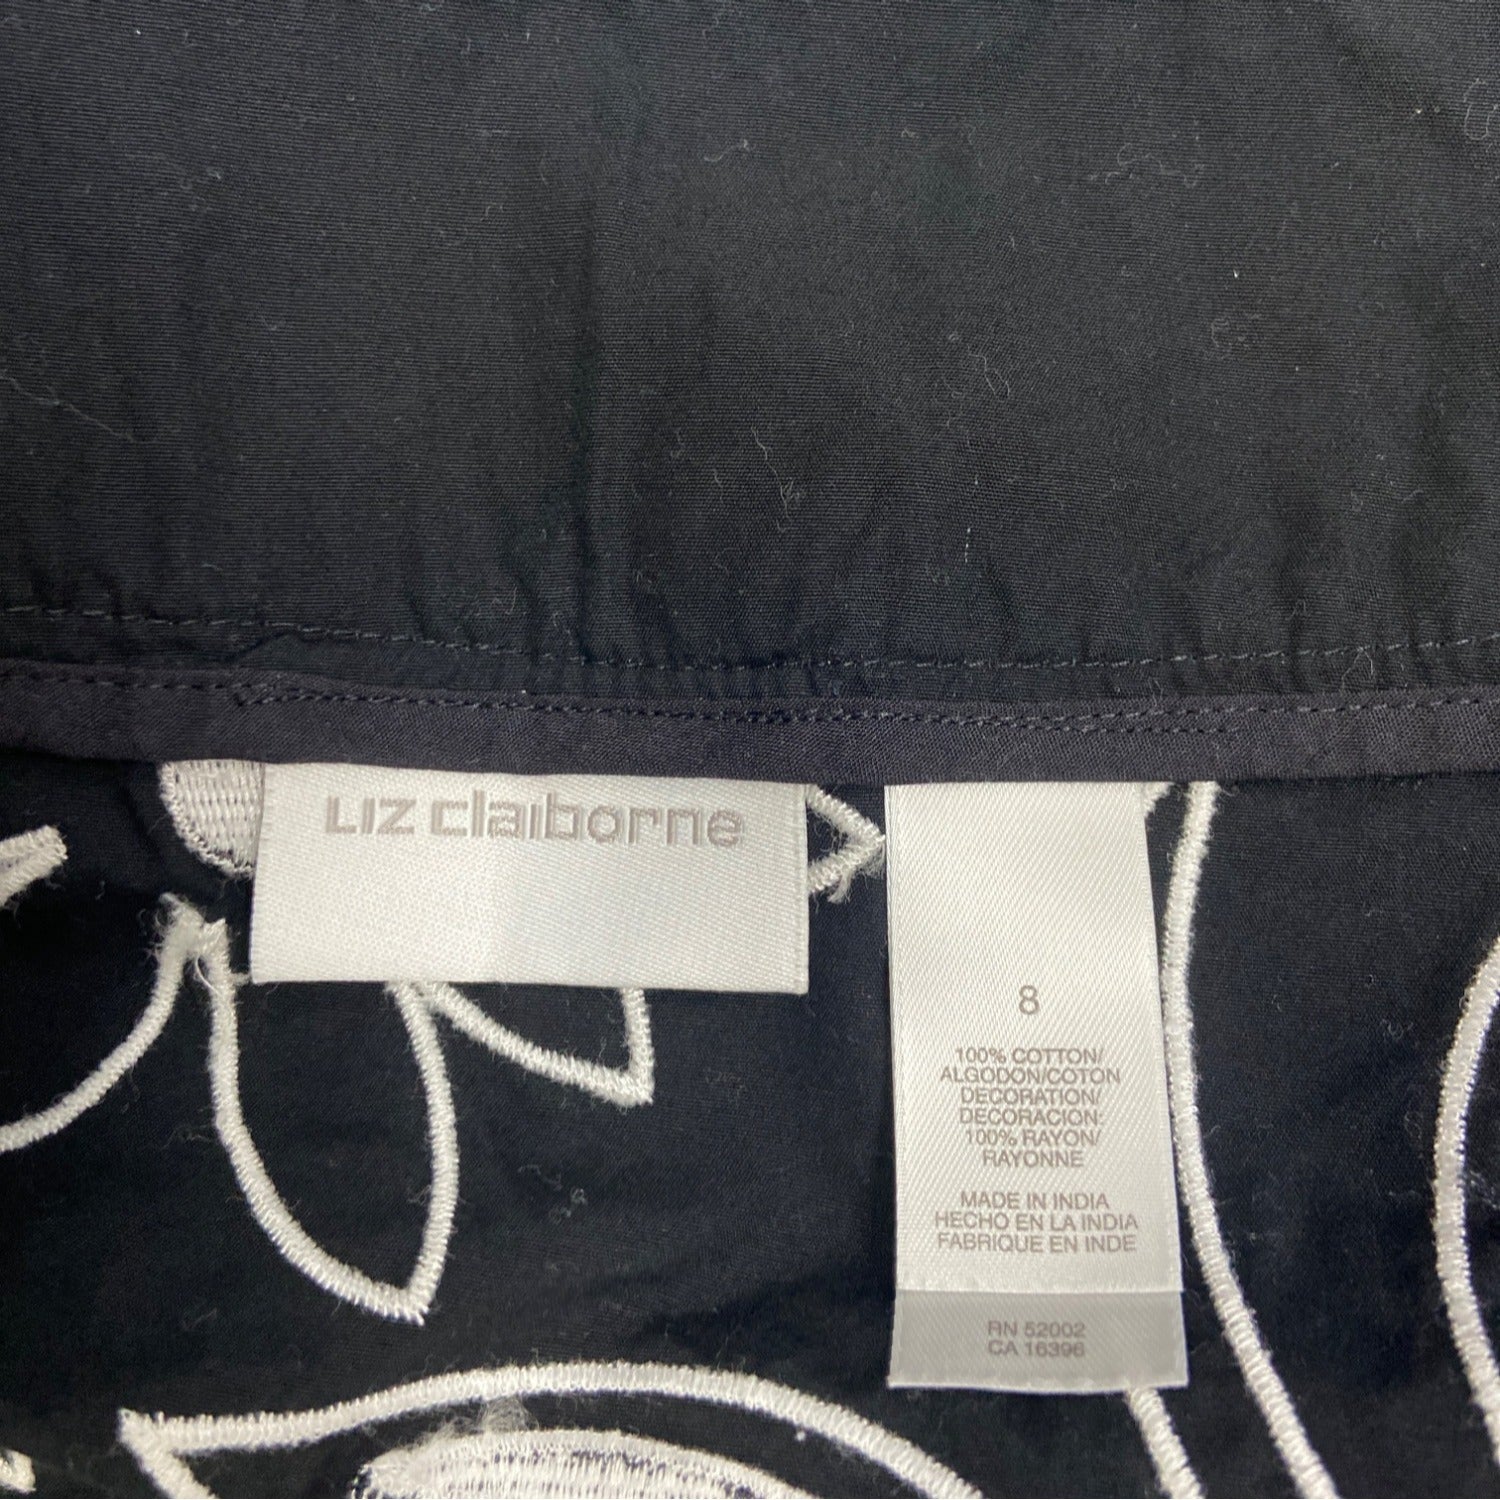 Liz claiborne
8
100% COTTON/
ALGODON/COTON
DECORATION/
DECORACION:
100% RAYON/
RAYONNE
MADE IN INDIA
HECHO EN LA INDIA
FABRIQUE EN INDE
RN 52002
CA 16396